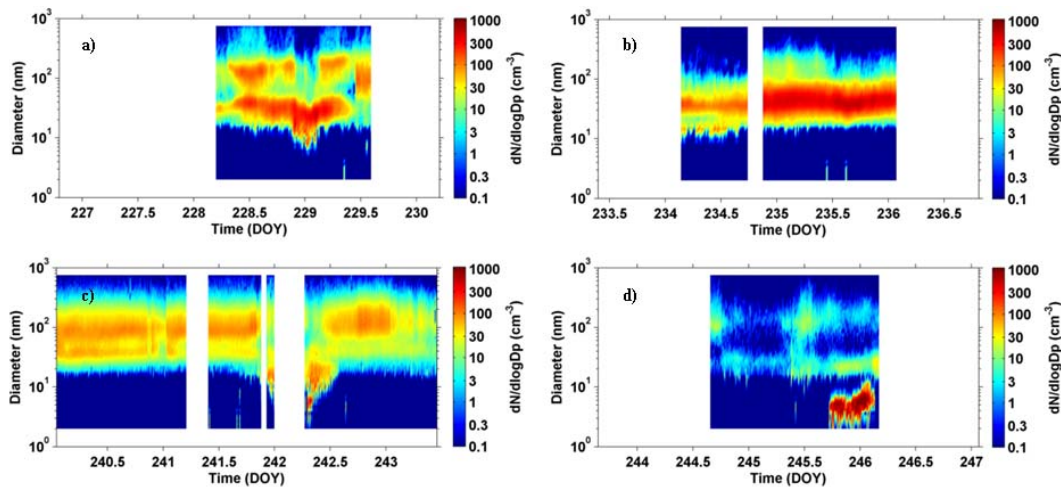 a)
Diameter (nm)
10³
10²
10¹
10⁰
227 227.5 228 228.5 229 229.5 230
Time (DOY)
1000
300
100
30
10
3
1
0.3
0.1
dN/dlogDp (cm⁻³)
b)
Diameter (nm)
10³
10²
10¹
10⁰
233.5 234 234.5 235 235.5 236 236.5
Time (DOY)
1000
300
100
30
10
3
1
0.3
0.1
dN/dlogDp (cm⁻³)
c)
Diameter (nm)
10³
10²
10¹
10⁰
240.5 241 241.5 242 242.5 243
Time (DOY)
1000
300
100
30
10
3
1
0.3
0.1
dN/dlogDp (cm⁻³)
d)
Diameter (nm)
10³
10²
10¹
10⁰
244 244.5 245 245.5 246 246.5 247
Time (DOY)
1000
300
100
30
10
3
1
0.3
0.1
dN/dlogDp (cm⁻³)